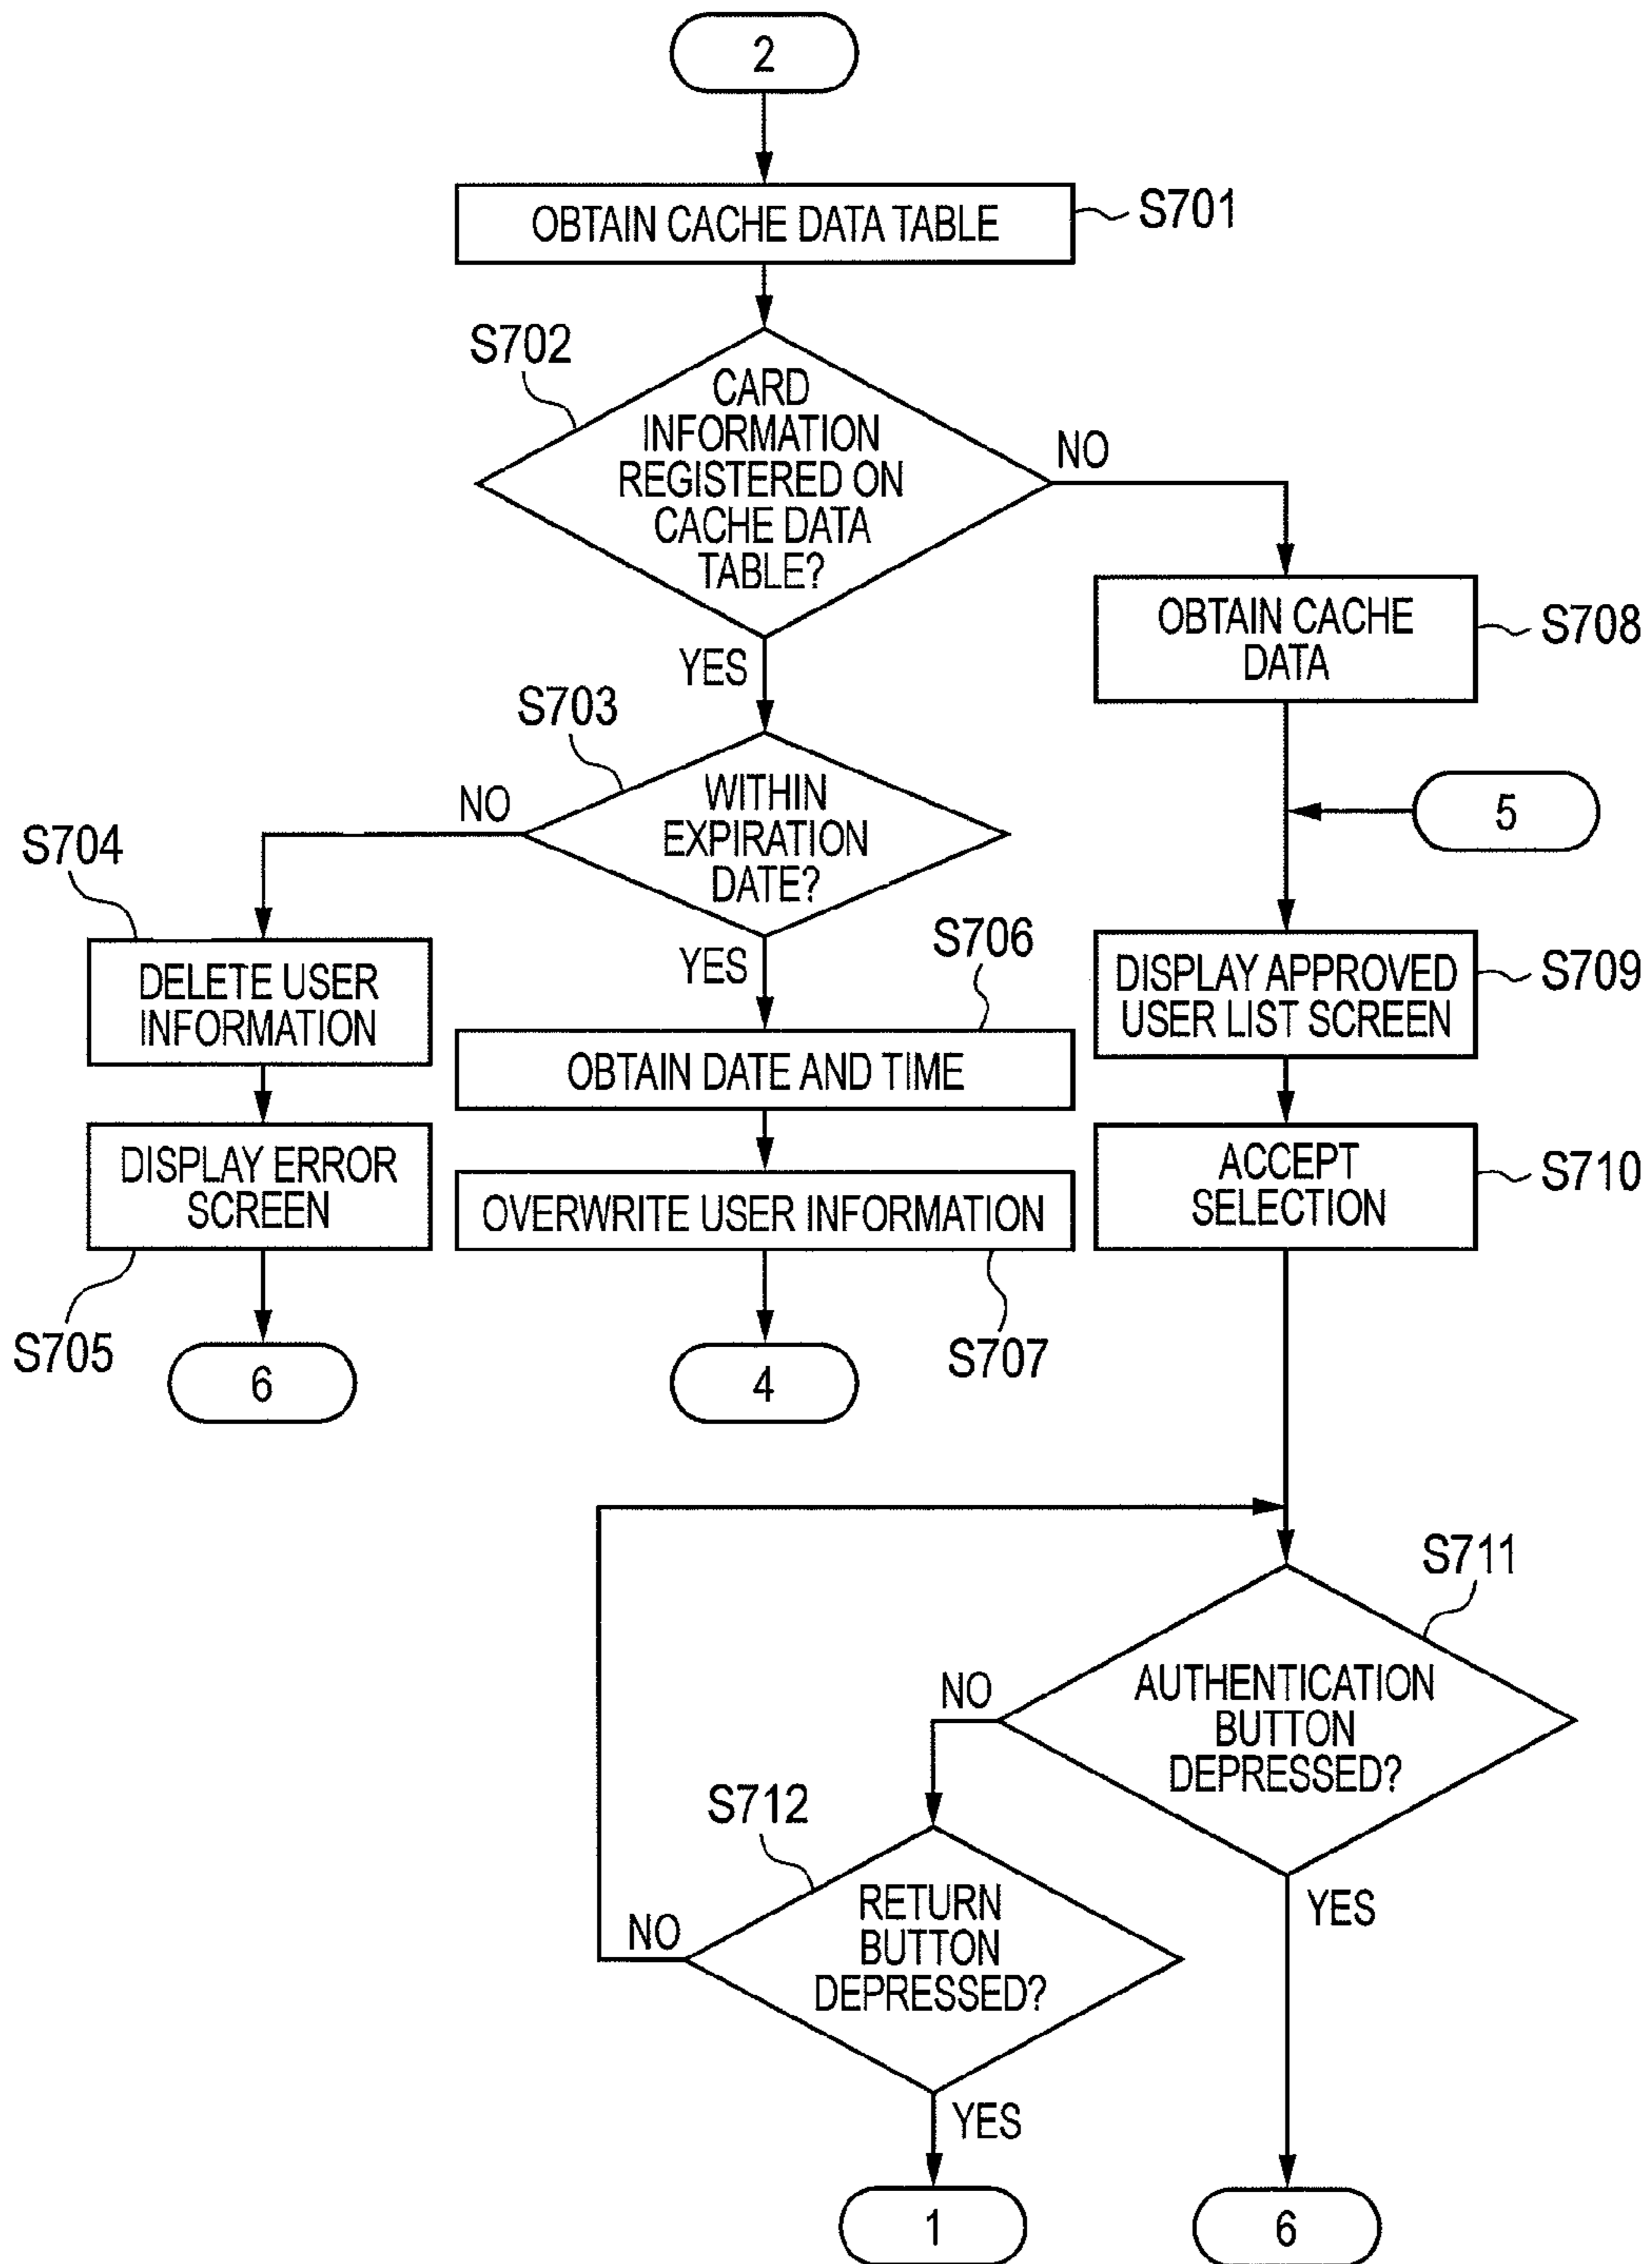 2
OBTAIN CACHE DATA TABLE
S701
S702
CARD
INFORMATION
REGISTERED ON
CACHE DATA
TABLE?
NO
YES
OBTAIN CACHE
DATA
S708
S703
WITHIN
EXPIRATION
DATE?
NO
YES
5
S704
DELETE USER
INFORMATION
S706
OBTAIN DATE AND TIME
DISPLAY APPROVED
USER LIST SCREEN
S709
DISPLAY ERROR
SCREEN
S705
OVERWRITE USER INFORMATION
S707
ACCEPT
SELECTION
S710
6
4
S711
AUTHENTICATION
BUTTON
DEPRESSED?
NO
YES
S712
RETURN
BUTTON
DEPRESSED?
NO
YES
1
6